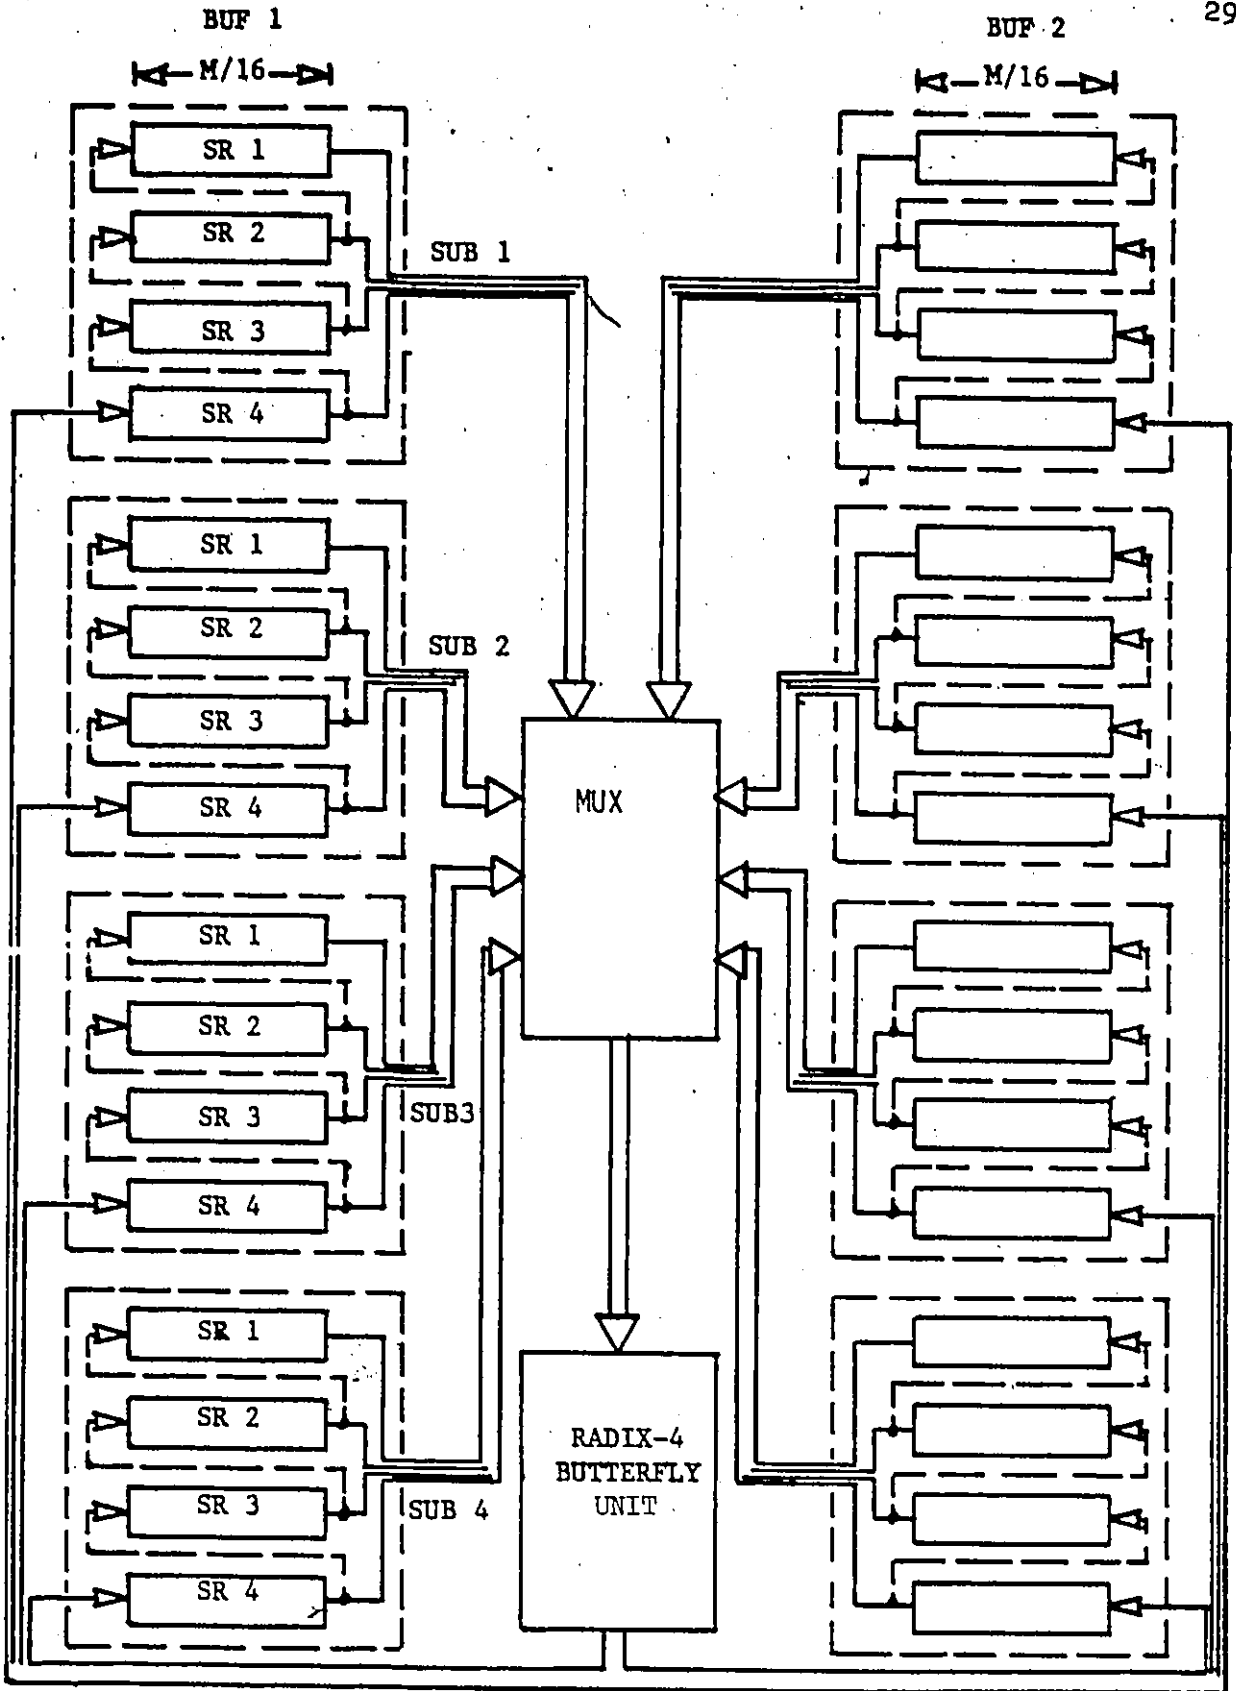 29
BUF 1
BUF 2
M/16
M/16
SR 1
SR 2
SUB 1
SR 3
SR 4
SR 1
SR 2
SUB 2
SR 3
SR 4
MUX
SR 1
SR 2
SUB3
SR 3
SR 4
SR 1
SR 2
SR 3
SUB 4
SR 4
RADIX-4
BUTTERFLY
UNIT